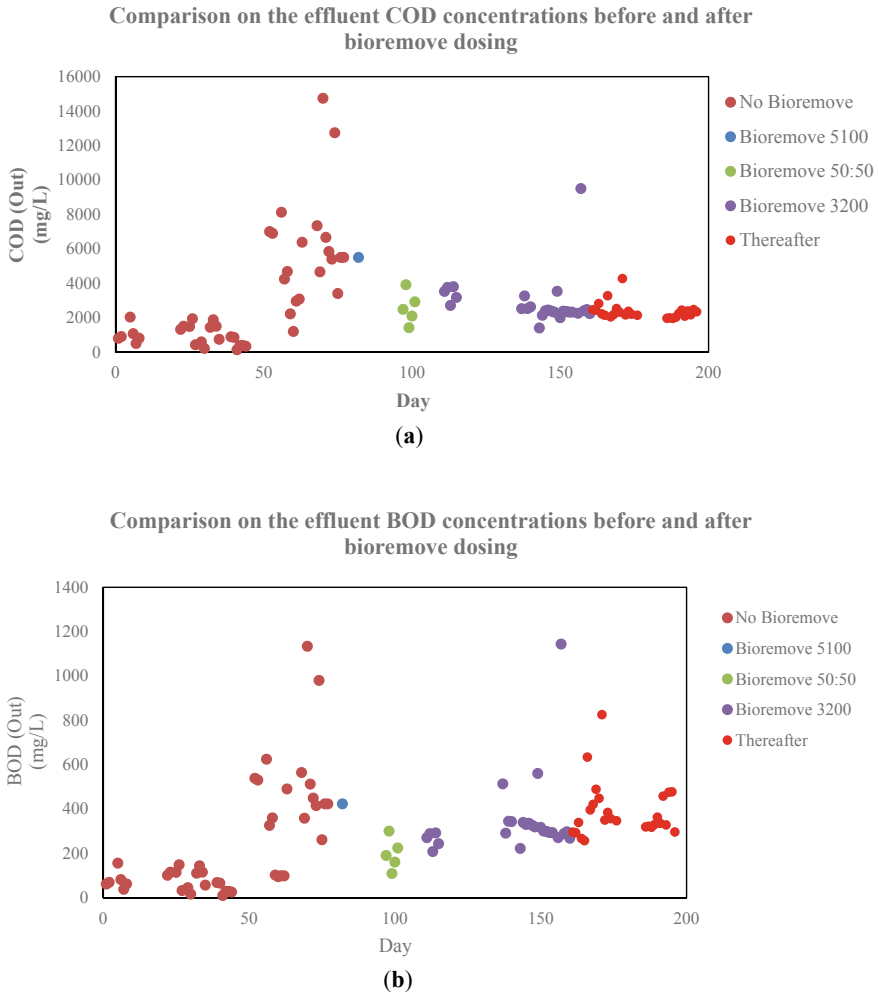 Comparison on the effluent COD concentrations before and after
bioremove dosing
16000
14000
12000
10000
8000
6000
4000
2000
0
COD (Out)
(mg/L)
0 50 100 150 200
Day
No Bioremove
Bioremove 5100
Bioremove 50:50
Bioremove 3200
Thereafter
(a)
Comparison on the effluent BOD concentrations before and after
bioremove dosing
1400
1200
1000
800
600
400
200
0
BOD (Out)
(mg/L)
0 50 100 150 200
Day
No Bioremove
Bioremove 5100
Bioremove 50:50
Bioremove 3200
Thereafter
(b)